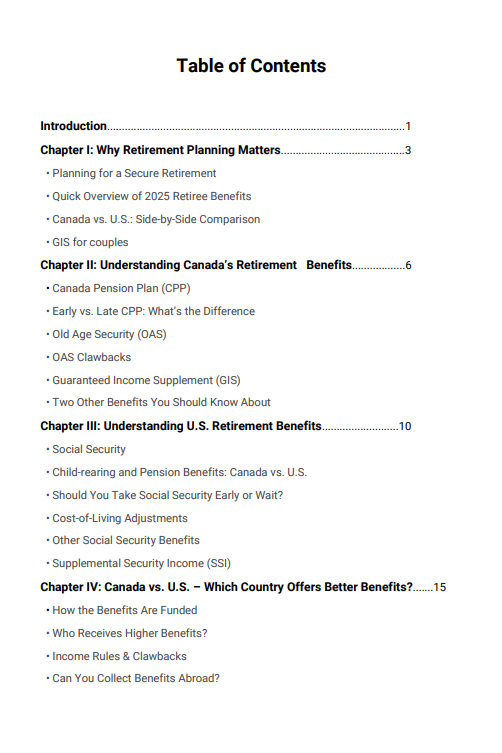 Table of Contents
Introduction.....................................................................................................1
Chapter I: Why Retirement Planning Matters..........................................3
• Planning for a Secure Retirement
• Quick Overview of 2025 Retiree Benefits
• Canada vs. U.S.: Side-by-Side Comparison
• GIS for couples
Chapter II: Understanding Canada’s Retirement Benefits..................6
• Canada Pension Plan (CPP)
• Early vs. Late CPP: What’s the Difference
• Old Age Security (OAS)
• OAS Clawbacks
• Guaranteed Income Supplement (GIS)
• Two Other Benefits You Should Know About
Chapter III: Understanding U.S. Retirement Benefits..........................10
• Social Security
• Child-rearing and Pension Benefits: Canada vs. U.S.
• Should You Take Social Security Early or Wait?
• Cost-of-Living Adjustments
• Other Social Security Benefits
• Supplemental Security Income (SSI)
Chapter IV: Canada vs. U.S. – Which Country Offers Better Benefits?.......15
• How the Benefits Are Funded
• Who Receives Higher Benefits?
• Income Rules & Clawbacks
• Can You Collect Benefits Abroad?